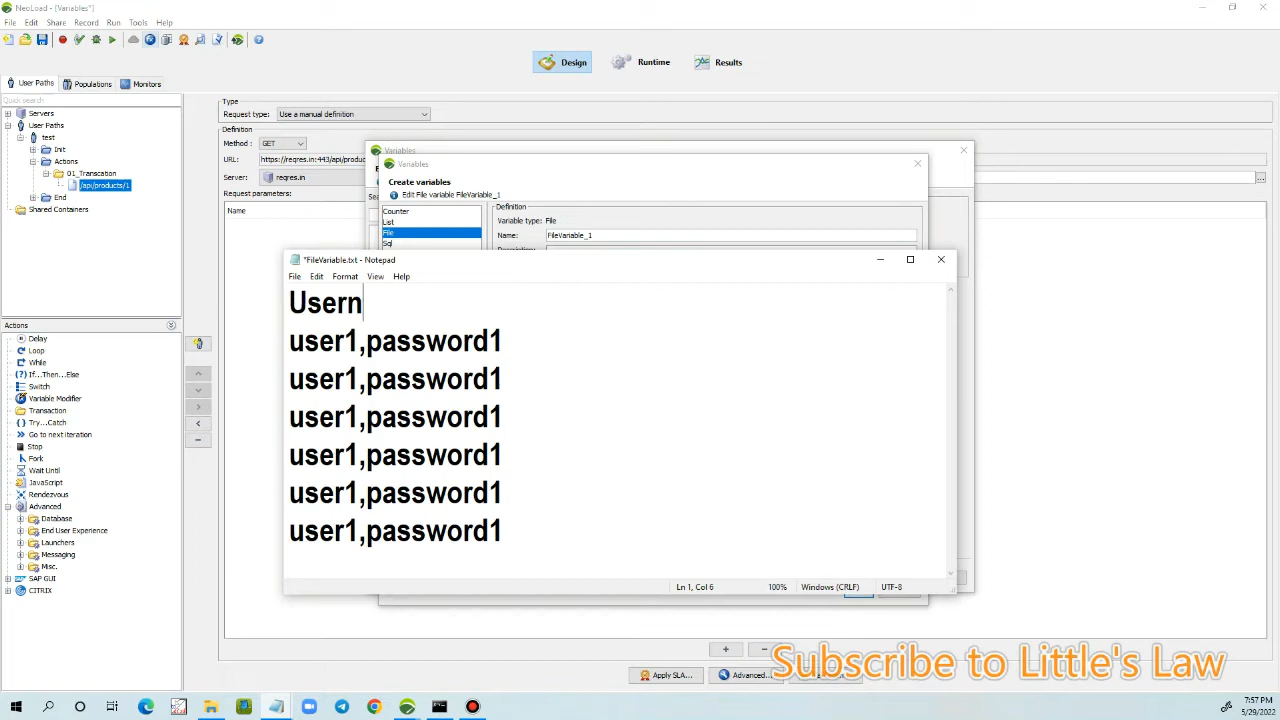 NeoLoad - [Variables*]
File Edit Share Record Run Tools Help
Design Runtime Results
User Paths Populations Monitors
Quick search
Servers
User Paths
test
Init
Actions
01_Transcation
/api/products/1
End
Shared Containers
Type
Request type: Use a manual definition
Definition
Method : GET
URL: https://reqres.in:443/api/produc
Server: reqres.in
Request parameters:
Name
Variables
Variables
Create variables
Edit File variable FileVariable_1
Counter
List
File
Sql
Definition
Variable type: File
Name: FileVariable_1
*FileVariable.txt - Notepad
File Edit Format View Help
Usern
user1,password1
user1,password1
user1,password1
user1,password1
user1,password1
user1,password1
Ln 1, Col 6 100% Windows (CRLF) UTF-8
Actions
Delay
Loop
While
If...Then...Else
Switch
Variable Modifier
Transaction
Try...Catch
Go to next iteration
Stop
Fork
Wait Until
JavaScript
Rendezvous
Advanced
Database
End User Experience
Launchers
Messaging
Misc.
SAP GUI
CITRIX
Apply SLA... Advanced...
Subscribe to Little's Law
7:57 PM
5/29/2022